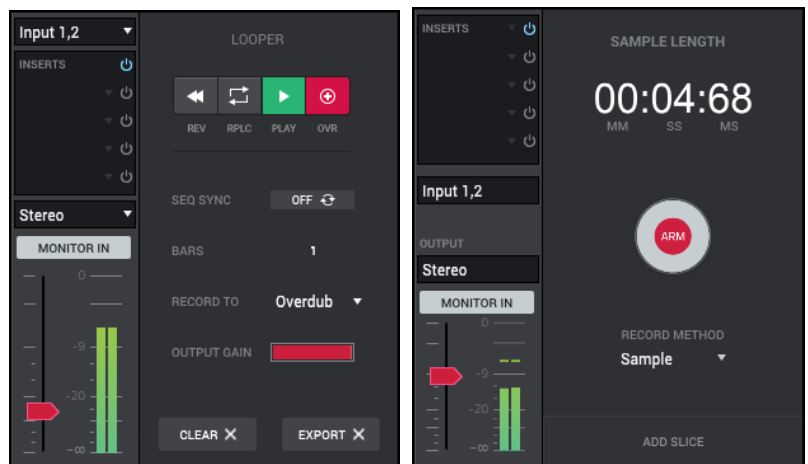 Input 1,2
INSERTS
Stereo
MONITOR IN
0
-9
-20
-∞
LOOPER
REV RPLC PLAY OVR
SEQ SYNC OFF
BARS 1
RECORD TO Overdub
OUTPUT GAIN
CLEAR X EXPORT X
INSERTS
Input 1,2
OUTPUT
Stereo
MONITOR IN
0
-9
-20
-∞
SAMPLE LENGTH
00:04:68
MM SS MS
ARM
RECORD METHOD
Sample
ADD SLICE